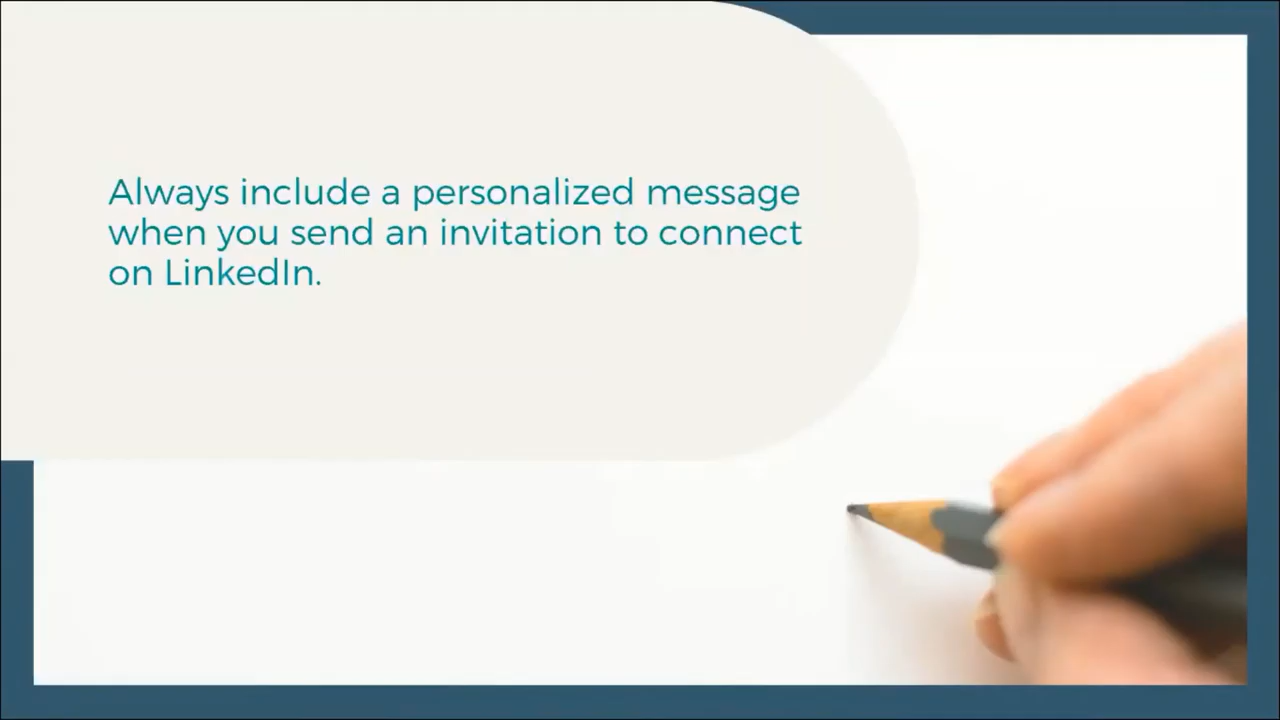 Always include a personalized message
when you send an invitation to connect
on LinkedIn.